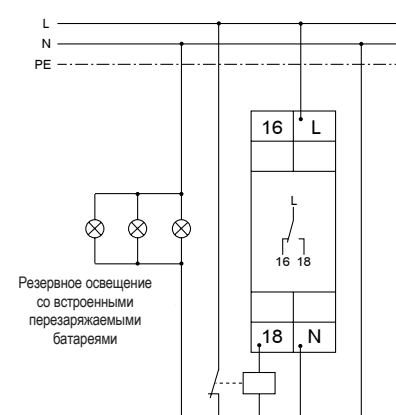 L
N
PE
16 L
L
16 18
Резервное освещение
со встроенными
перезаряжаемыми
батареями
18 N